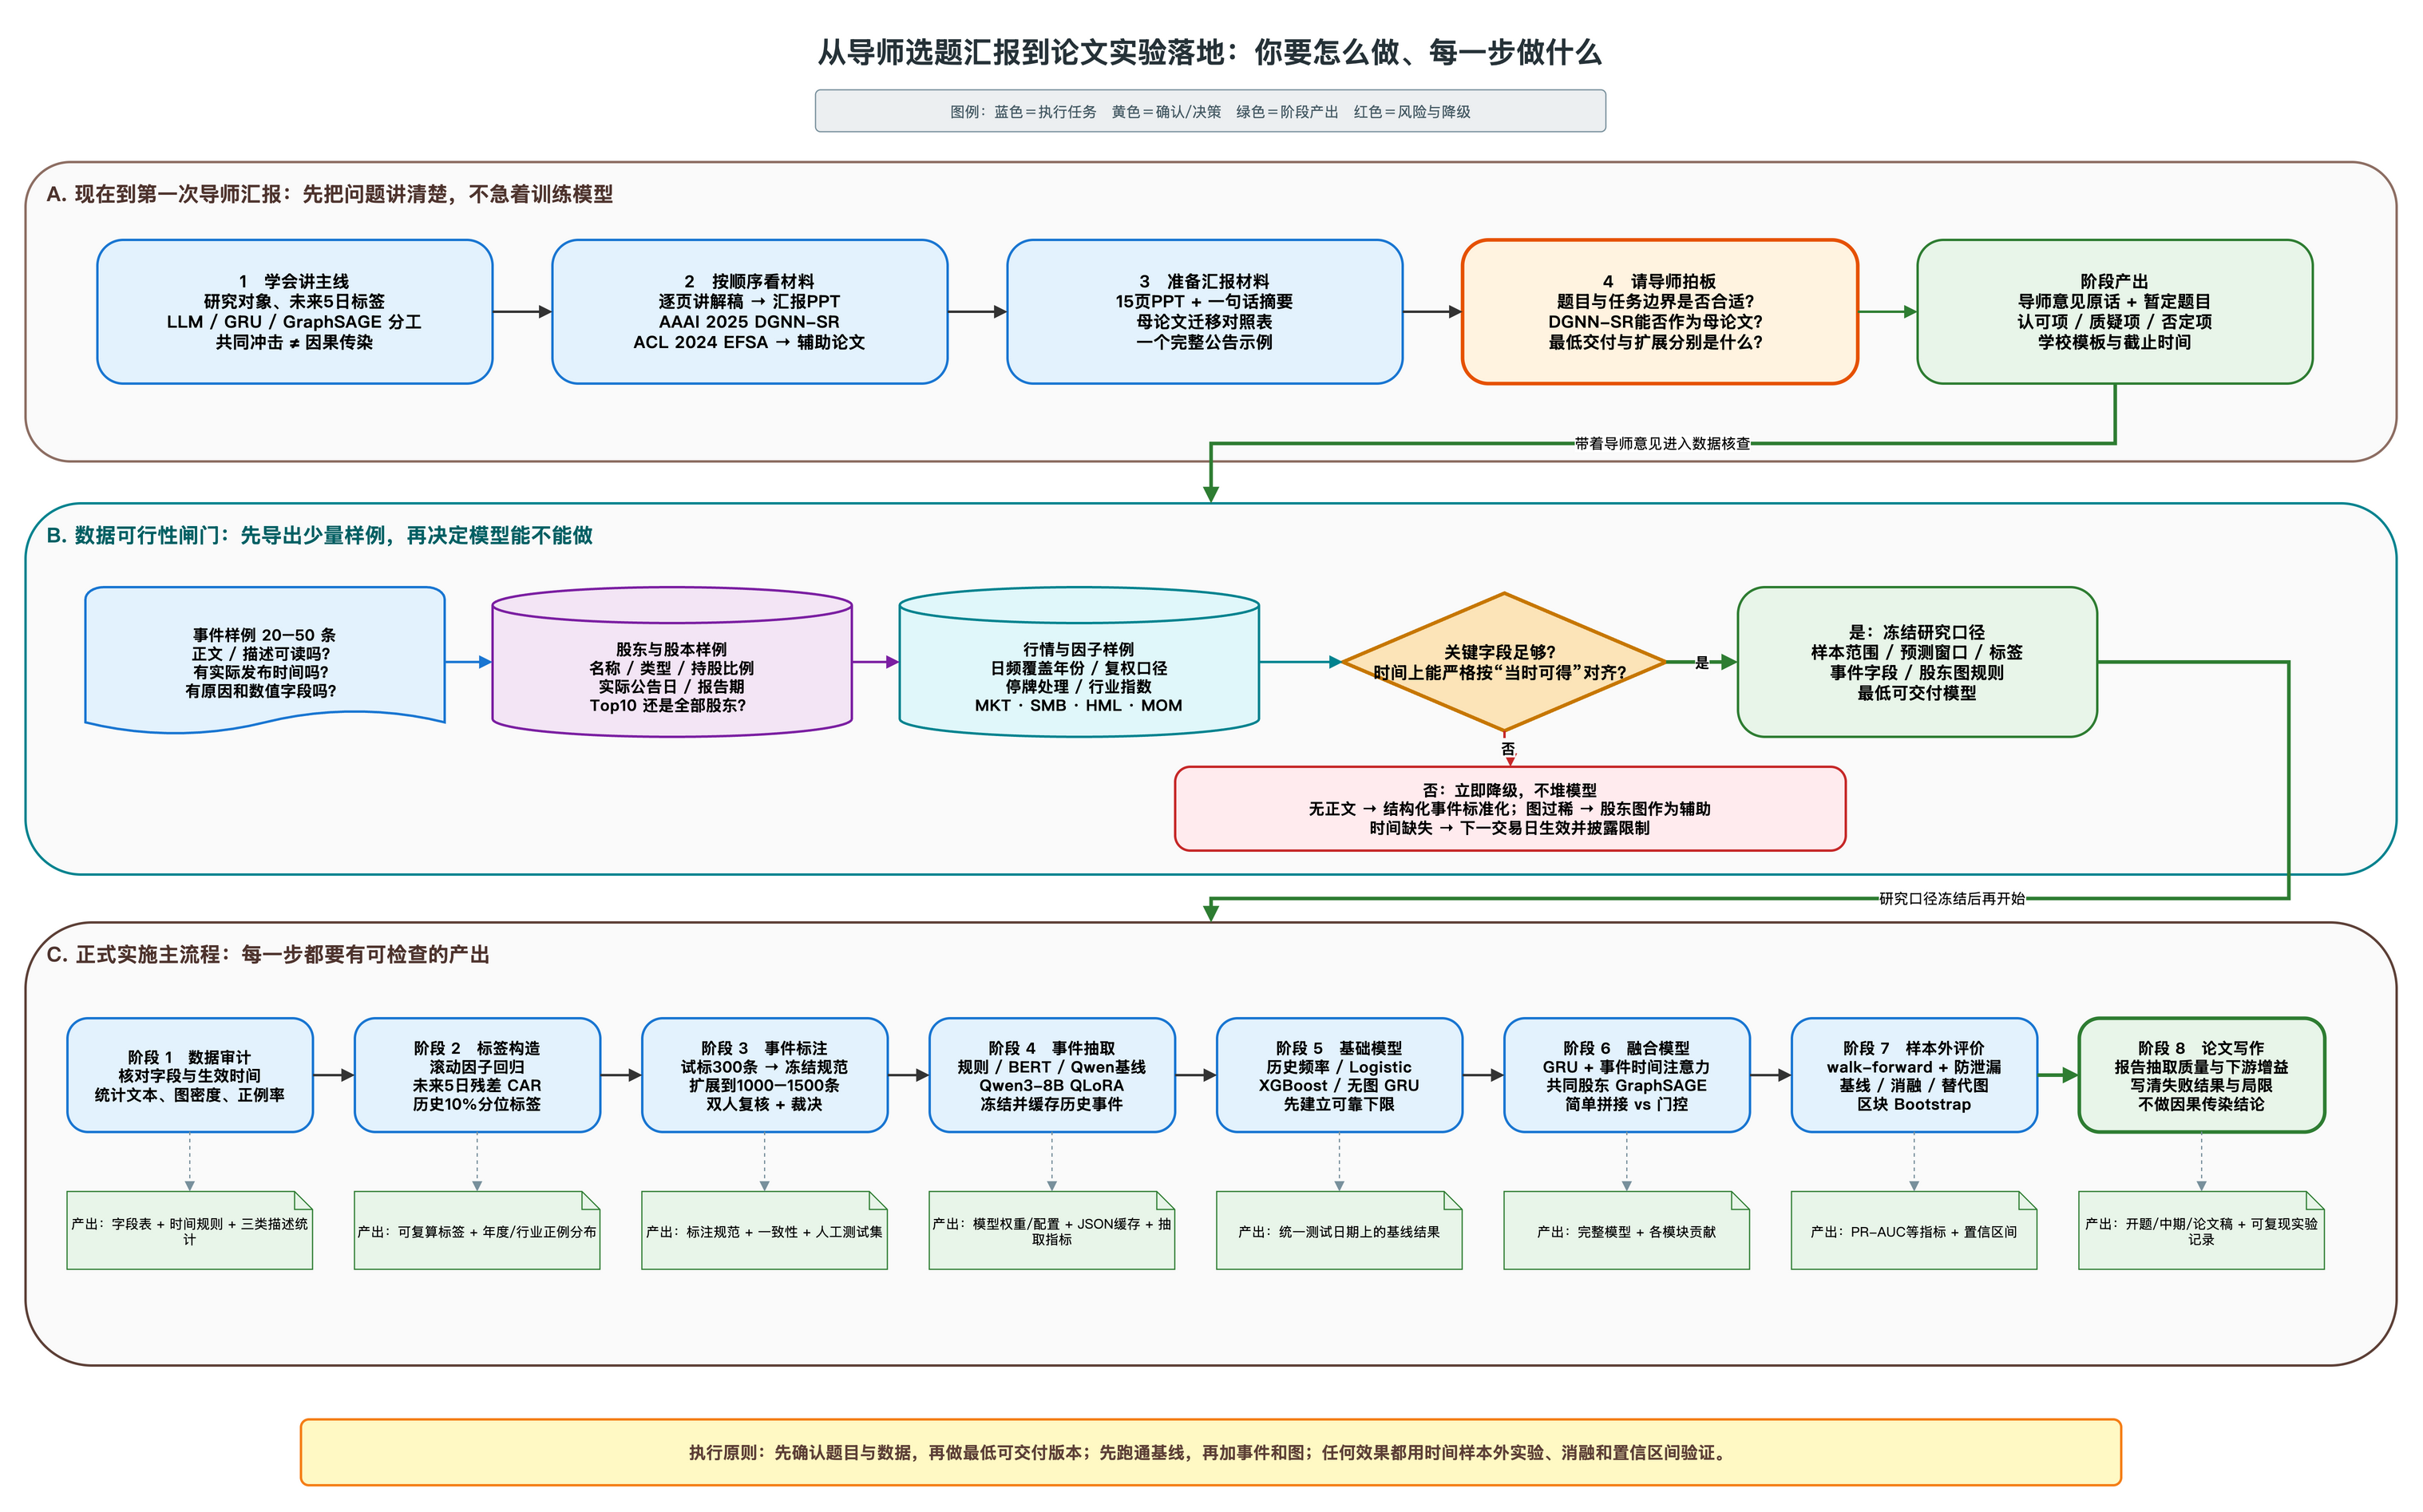 从导师选题汇报到论文实验落地：你要怎么做、每一步做什么
图例：蓝色＝执行任务　黄色＝确认/决策　绿色＝阶段产出　红色＝风险与降级
A. 现在到第一次导师汇报：先把问题讲清楚，不急着训练模型
1　学会讲主线
研究对象、未来5日标签
LLM / GRU / GraphSAGE 分工
共同冲击 ≠ 因果传染
2　按顺序看材料
逐页讲解稿 → 汇报PPT
AAAI 2025 DGNN-SR
ACL 2024 EFSA → 辅助论文
3　准备汇报材料
15页PPT + 一句话摘要
母论文迁移对照表
一个完整公告示例
4　请导师拍板
题目与任务边界是否合适？
DGNN-SR能否作为母论文？
最低交付与扩展分别是什么？
阶段产出
导师意见原话 + 暂定题目
认可项 / 质疑项 / 否定项
学校模板与截止时间
带着导师意见进入数据核查
B. 数据可行性闸门：先导出少量样例，再决定模型能不能做
事件样例 20—50 条
正文 / 描述可读吗？
有实际发布时间吗？
有原因和数值字段吗？
股东与股本样例
名称 / 类型 / 持股比例
实际公告日 / 报告期
Top10 还是全部股东？
行情与因子样例
日频覆盖年份 / 复权口径
停牌处理 / 行业指数
MKT · SMB · HML · MOM
关键字段足够？
时间上能严格按“当时可得”对齐？
是
是：冻结研究口径
样本范围 / 预测窗口 / 标签
事件字段 / 股东图规则
最低可交付模型
否
否：立即降级，不堆模型
无正文 → 结构化事件标准化；图过稀 → 股东图作为辅助
时间缺失 → 下一交易日生效并披露限制
研究口径冻结后再开始
C. 正式实施主流程：每一步都要有可检查的产出
阶段 1　数据审计
核对字段与生效时间
统计文本、图密度、正例率
阶段 2　标签构造
滚动因子回归
未来5日残差 CAR
历史10%分位标签
阶段 3　事件标注
试标300条 → 冻结规范
扩展到1000—1500条
双人复核 + 裁决
阶段 4　事件抽取
规则 / BERT / Qwen基线
Qwen3-8B QLoRA
冻结并缓存历史事件
阶段 5　基础模型
历史频率 / Logistic
XGBoost / 无图 GRU
先建立可靠下限
阶段 6　融合模型
GRU + 事件时间注意力
共同股东 GraphSAGE
简单拼接 vs 门控
阶段 7　样本外评价
walk-forward + 防泄漏
基线 / 消融 / 替代图
区块 Bootstrap
阶段 8　论文写作
报告抽取质量与下游增益
写清失败结果与局限
不做因果传染结论
产出：字段表 + 时间规则 + 三类描述统
计
产出：可复算标签 + 年度/行业正例分布
产出：标注规范 + 一致性 + 人工测试集
产出：模型权重/配置 + JSON缓存 + 抽
取指标
产出：统一测试日期上的基线结果
产出：完整模型 + 各模块贡献
产出：PR-AUC等指标 + 置信区间
产出：开题/中期/论文稿 + 可复现实验
记录
执行原则：先确认题目与数据，再做最低可交付版本；先跑通基线，再加事件和图；任何效果都用时间样本外实验、消融和置信区间验证。